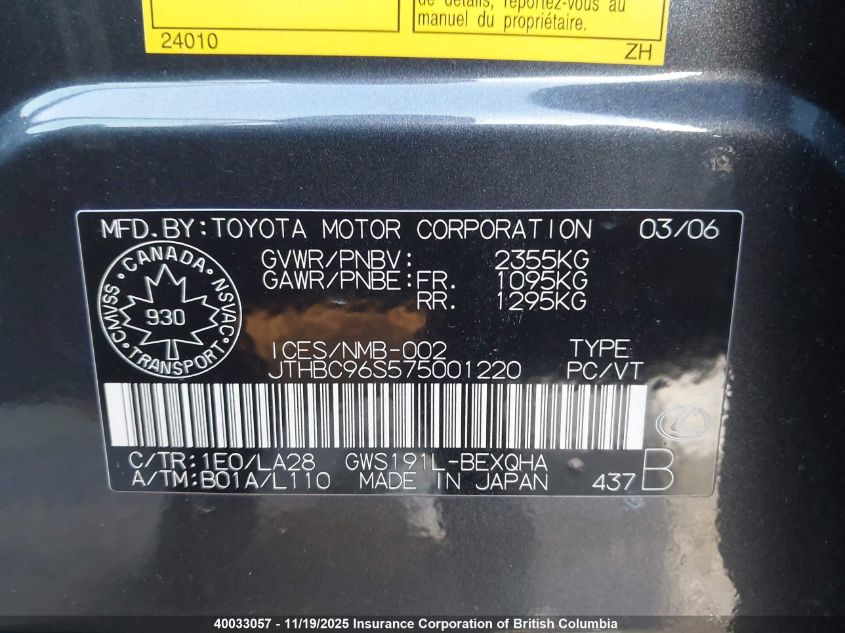 de détails, reportez-vous au
manuel du propriétaire.
24010 ZH
MFD.BY:TOYOTA MOTOR CORPORATION 03/06
GVWR/PNBV: 2355KG
GAWR/PNBE:FR. 1095KG
RR. 1295KG
CANADA
CMVSS 930 NSVAC
TRANSPORT
ICES/NMB-002 TYPE
JTHBC96S575001220 PC/VT
C/TR:1E0/LA28 GWS191L-BEXQHA
A/TM:B01A/L110 MADE IN JAPAN 437 B
40033057 - 11/19/2025 Insurance Corporation of British Columbia